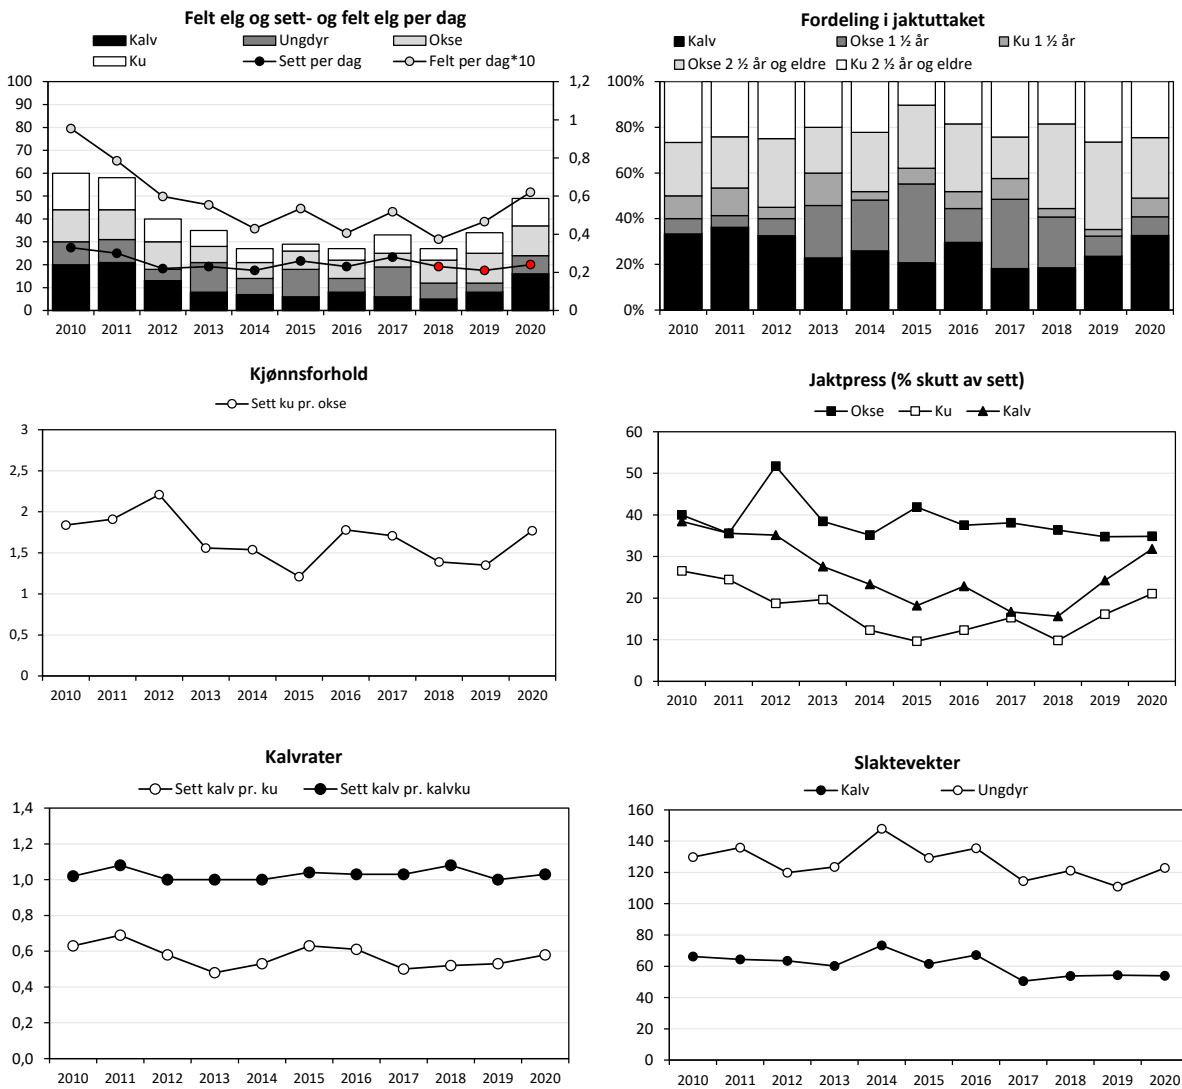 Felt elg og sett- og felt elg per dag
Kalv Ungdyr Okse
Ku Sett per dag Felt per dag*10
100
90
80
70
60
50
40
30
20
10
0
1,2
1
0,8
0,6
0,4
0,2
0
2010 2011 2012 2013 2014 2015 2016 2017 2018 2019 2020
Fordeling i jaktuttaket
Kalv Okse 1 ½ år Ku 1 ½ år
Okse 2 ½ år og eldre Ku 2 ½ år og eldre
100%
80%
60%
40%
20%
0%
2010 2011 2012 2013 2014 2015 2016 2017 2018 2019 2020
Kjønnsforhold
Sett ku pr. okse
3
2,5
2
1,5
1
0,5
0
2010 2011 2012 2013 2014 2015 2016 2017 2018 2019 2020
Jaktpress (% skutt av sett)
Okse Ku Kalv
60
50
40
30
20
10
0
2010 2011 2012 2013 2014 2015 2016 2017 2018 2019 2020
Kalvrater
Sett kalv pr. ku Sett kalv pr. kalvku
1,4
1,2
1,0
0,8
0,6
0,4
0,2
0,0
2010 2011 2012 2013 2014 2015 2016 2017 2018 2019 2020
Slaktevekter
Kalv Ungdyr
160
140
120
100
80
60
40
20
0
2010 2011 2012 2013 2014 2015 2016 2017 2018 2019 2020